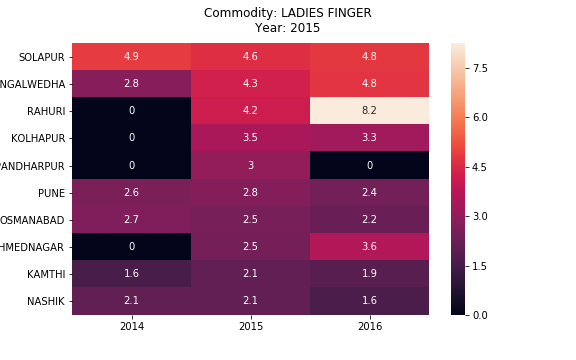 Commodity: LADIES FINGER
Year: 2015
SOLAPUR 4.9 4.6 4.8
NGALWEDHA 2.8 4.3 4.8
RAHURI 0 4.2 8.2
KOLHAPUR 0 3.5 3.3
PANDHARPUR 0 3 0
PUNE 2.6 2.8 2.4
OSMANABAD 2.7 2.5 2.2
HMEDNAGAR 0 2.5 3.6
KAMTHI 1.6 2.1 1.9
NASHIK 2.1 2.1 1.6
2014 2015 2016
7.5
6.0
4.5
3.0
1.5
0.0